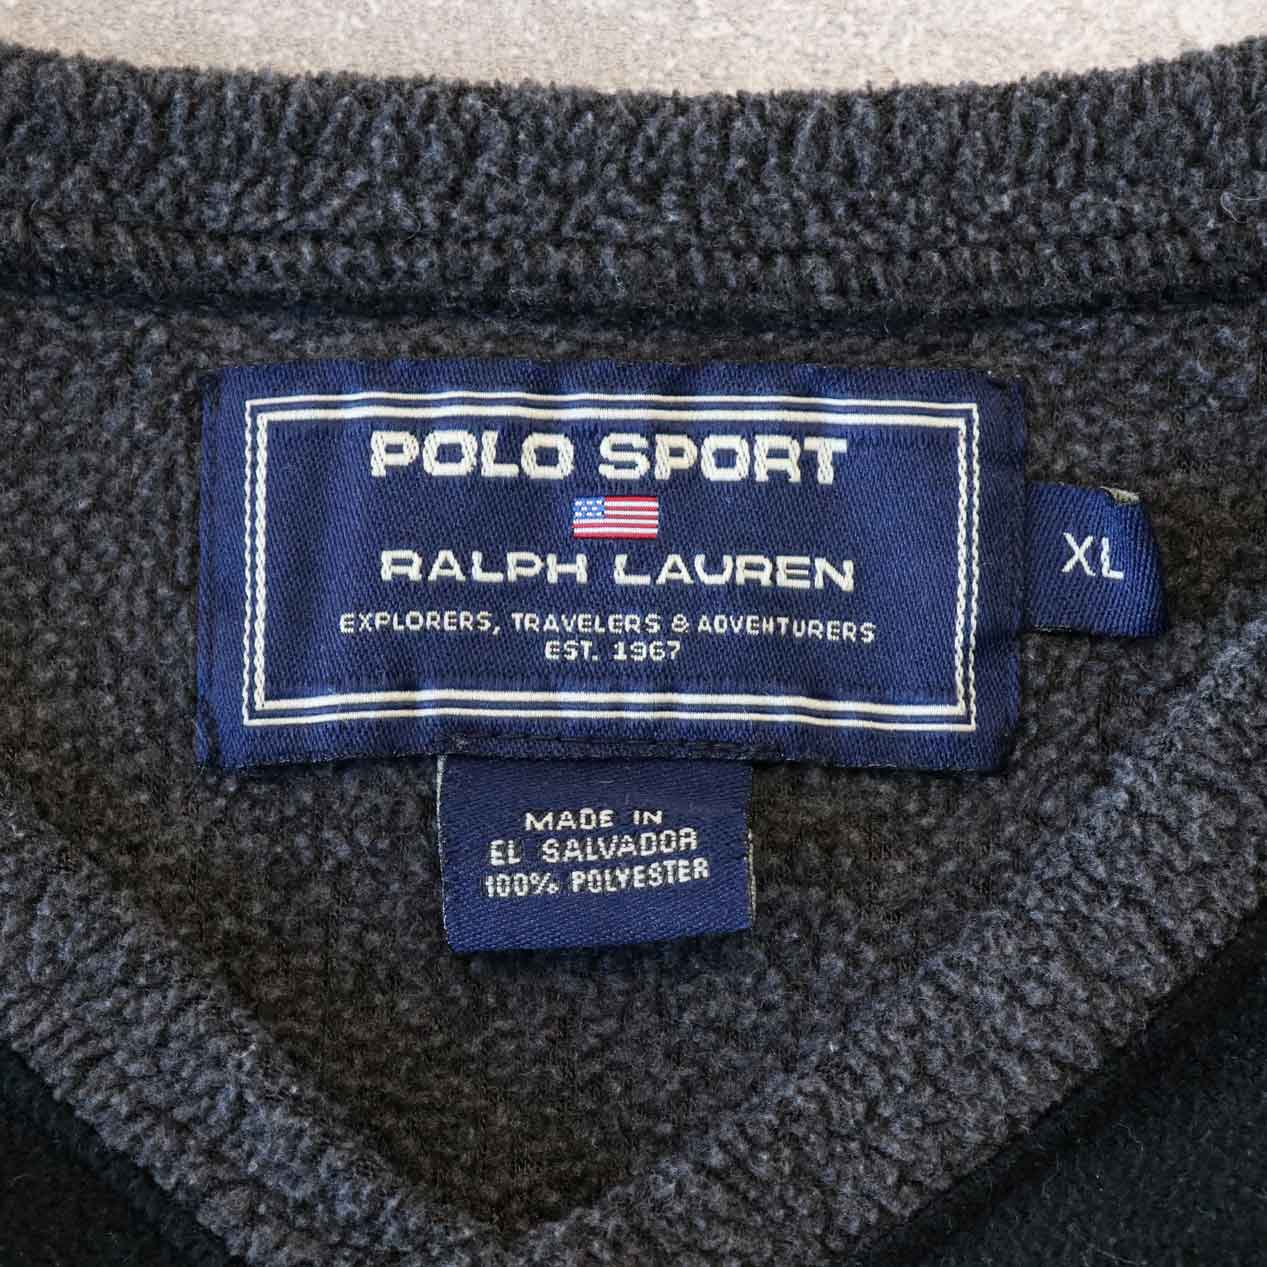 POLO SPORT
RALPH LAUREN
EXPLORERS, TRAVELERS & ADVENTURERS
EST. 1967
XL
MADE IN
EL SALVADOR
100% POLYESTER